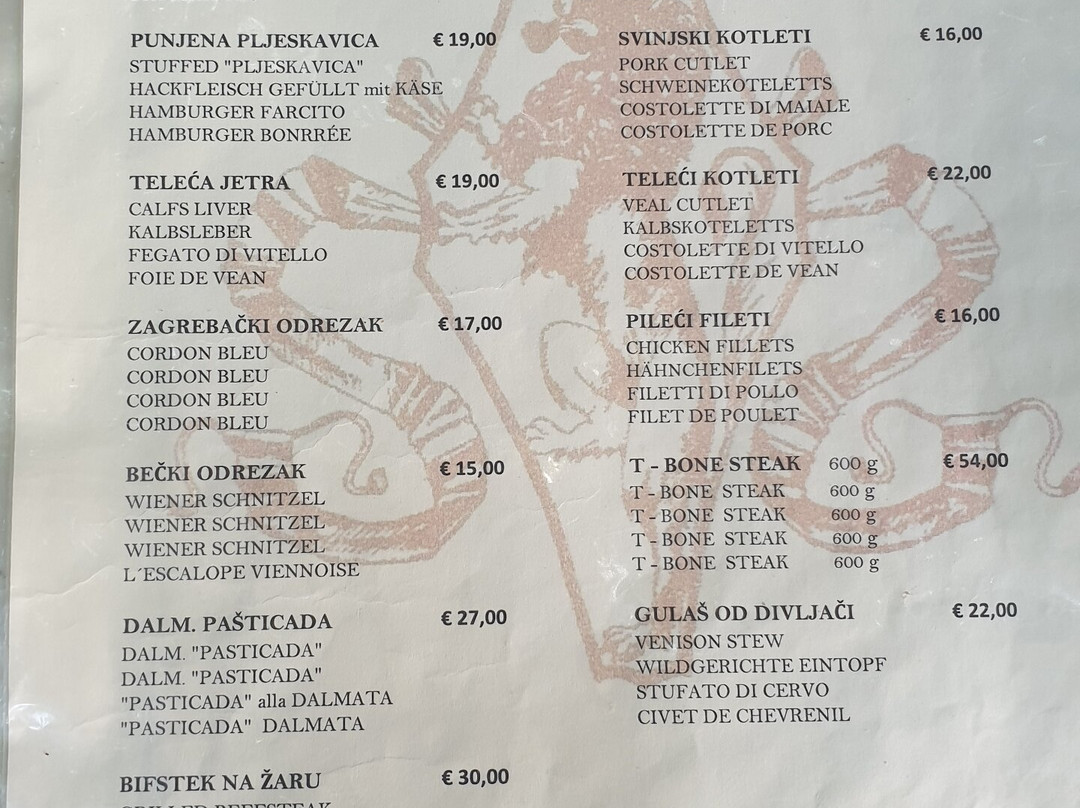 PUNJENA PLJESKAVICA € 19,00
STUFFED "PLJESKAVICA"
HACKFLEISCH GEFÜLLT mit KÄSE
HAMBURGER FARCITO
HAMBURGER BONRRÉE
TELEĆA JETRA € 19,00
CALFS LIVER
KALBSLEBER
FEGATO DI VITELLO
FOIE DE VEAN
ZAGREBAČKI ODREZAK € 17,00
CORDON BLEU
CORDON BLEU
CORDON BLEU
CORDON BLEU
BEČKI ODREZAK € 15,00
WIENER SCHNITZEL
WIENER SCHNITZEL
WIENER SCHNITZEL
L´ESCALOPE VIENNOISE
DALM. PAŠTICADA € 27,00
DALM. "PASTICADA"
DALM. "PASTICADA"
"PASTICADA" alla DALMATA
"PASTICADA" DALMATA
BIFSTEK NA ŽARU € 30,00
GRILLED BEEFSTEAK
SVINJSKI KOTLETI € 16,00
PORK CUTLET
SCHWEINEKOTELETTS
COSTOLETTE DI MAIALE
COSTOLETTE DE PORC
TELEĆI KOTLETI € 22,00
VEAL CUTLET
KALBSKOTELETTS
COSTOLETTE DI VITELLO
COSTOLETTE DE VEAN
PILEĆI FILETI € 16,00
CHICKEN FILLETS
HÄHNCHENFILETS
FILETTI DI POLLO
FILET DE POULET
T - BONE STEAK 600 g € 54,00
T - BONE STEAK 600 g
T - BONE STEAK 600 g
T - BONE STEAK 600 g
T - BONE STEAK 600 g
GULAŠ OD DIVLJAČI € 22,00
VENISON STEW
WILDGERICHTE EINTOPF
STUFATO DI CERVO
CIVET DE CHEVRENIL